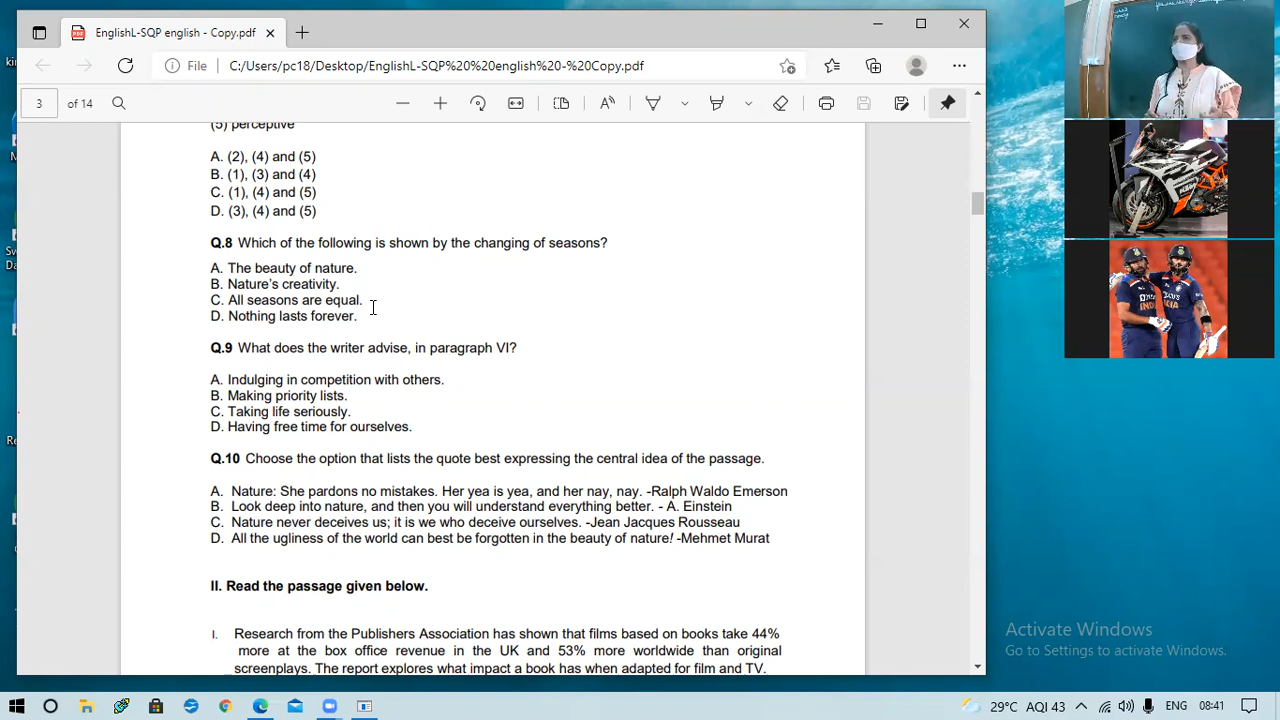 EnglishL-SQP english - Copy.pdf
File
C:/Users/pc18/Desktop/EnglishL-SQP%20%20english%20-%20Copy.pdf
3 of 14
(5) perceptive
A. (2), (4) and (5)
B. (1), (3) and (4)
C. (1), (4) and (5)
D. (3), (4) and (5)
Q.8 Which of the following is shown by the changing of seasons?
A. The beauty of nature.
B. Nature's creativity.
C. All seasons are equal.
D. Nothing lasts forever.
Q.9 What does the writer advise, in paragraph VI?
A. Indulging in competition with others.
B. Making priority lists.
C. Taking life seriously.
D. Having free time for ourselves.
Q.10 Choose the option that lists the quote best expressing the central idea of the passage.
A. Nature: She pardons no mistakes. Her yea is yea, and her nay, nay. -Ralph Waldo Emerson
B. Look deep into nature, and then you will understand everything better. - A. Einstein
C. Nature never deceives us; it is we who deceive ourselves. -Jean Jacques Rousseau
D. All the ugliness of the world can best be forgotten in the beauty of nature! -Mehmet Murat
II. Read the passage given below.
I. Research from the Publishers Association has shown that films based on books take 44%
more at the box office revenue in the UK and 53% more worldwide than original
screenplays. The report explores what impact a book has when adapted for film and TV.
Activate Windows
Go to Settings to activate Windows.
29°C AQI 43
ENG
08:41